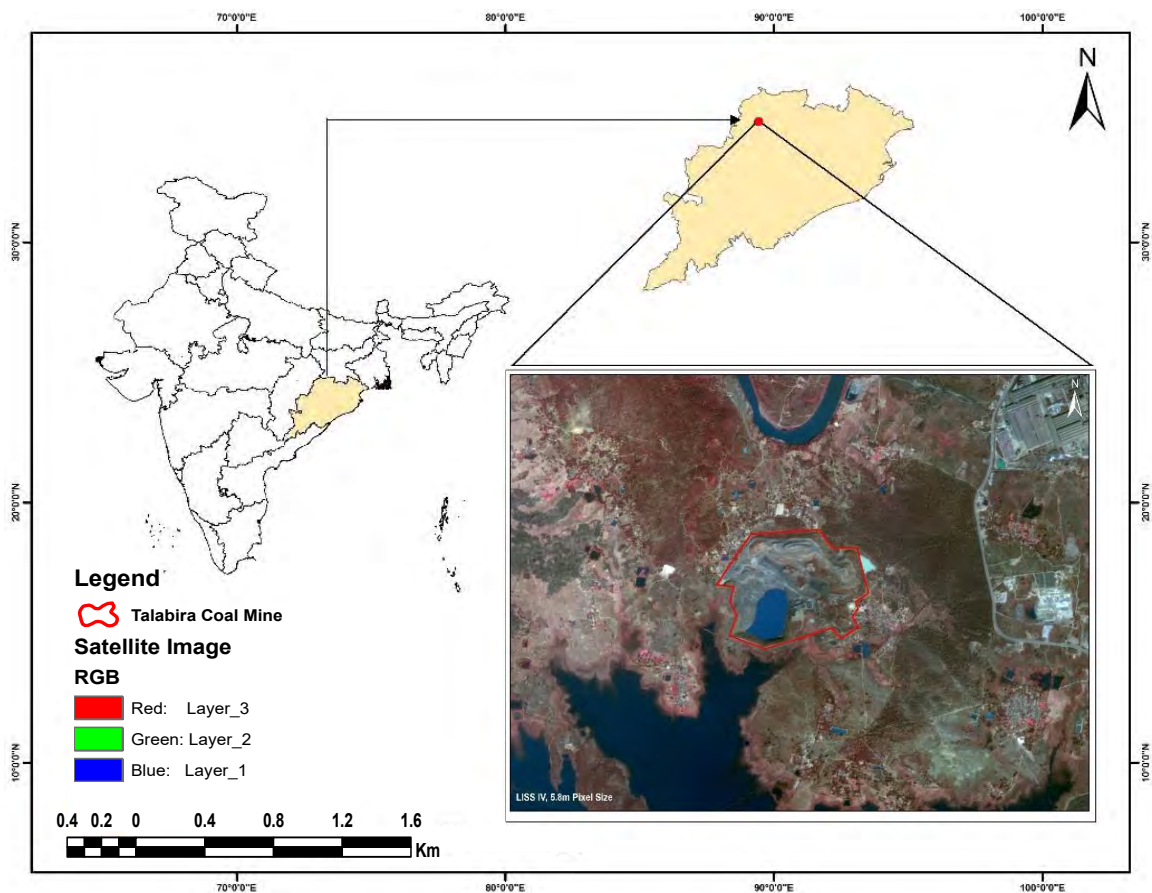 70°0'0"E 80°0'0"E 90°0'0"E 100°0'0"E
N
30°0'0"N 30°0'0"N
N
20°0'0"N 20°0'0"N
Legend
Talabira Coal Mine
Satellite Image
RGB
Red: Layer_3
Green: Layer_2
Blue: Layer_1
10°0'0"N 10°0'0"N
LISS IV, 5.8m Pixel Size
0.4 0.2 0 0.4 0.8 1.2 1.6
Km
70°0'0"E 80°0'0"E 90°0'0"E 100°0'0"E